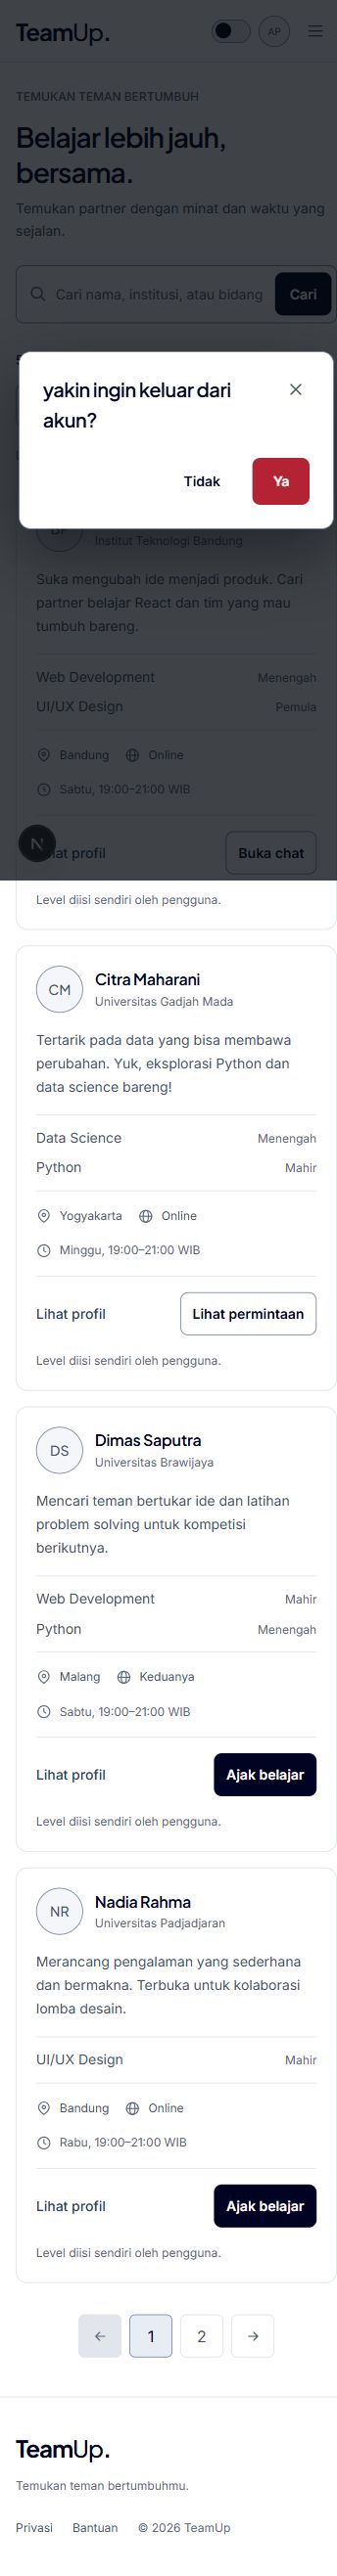 TeamUp.
AP
TEMUKAN TEMAN BERTUMBUH
Belajar lebih jauh,
bersama.
Temukan partner dengan minat dan waktu yang
sejalan.
Cari nama, institusi, atau bidang
Cari
yakin ingin keluar dari
akun?
Tidak
Ya
Institut Teknologi Bandung
Suka mengubah ide menjadi produk. Cari
partner belajar React dan tim yang mau
tumbuh bareng.
Web Development
Menengah
UI/UX Design
Pemula
Bandung
Online
Sabtu, 19:00–21:00 WIB
N
profil
Buka chat
Level diisi sendiri oleh pengguna.
CM
Citra Maharani
Universitas Gadjah Mada
Tertarik pada data yang bisa membawa
perubahan. Yuk, eksplorasi Python dan
data science bareng!
Data Science
Menengah
Python
Mahir
Yogyakarta
Online
Minggu, 19:00–21:00 WIB
Lihat profil
Lihat permintaan
Level diisi sendiri oleh pengguna.
DS
Dimas Saputra
Universitas Brawijaya
Mencari teman bertukar ide dan latihan
problem solving untuk kompetisi
berikutnya.
Web Development
Mahir
Python
Menengah
Malang
Keduanya
Sabtu, 19:00–21:00 WIB
Lihat profil
Ajak belajar
Level diisi sendiri oleh pengguna.
NR
Nadia Rahma
Universitas Padjadjaran
Merancang pengalaman yang sederhana
dan bermakna. Terbuka untuk kolaborasi
lomba desain.
UI/UX Design
Mahir
Bandung
Online
Rabu, 19:00–21:00 WIB
Lihat profil
Ajak belajar
Level diisi sendiri oleh pengguna.
1
2
TeamUp.
Temukan teman bertumbuhmu.
Privasi
Bantuan
© 2026 TeamUp